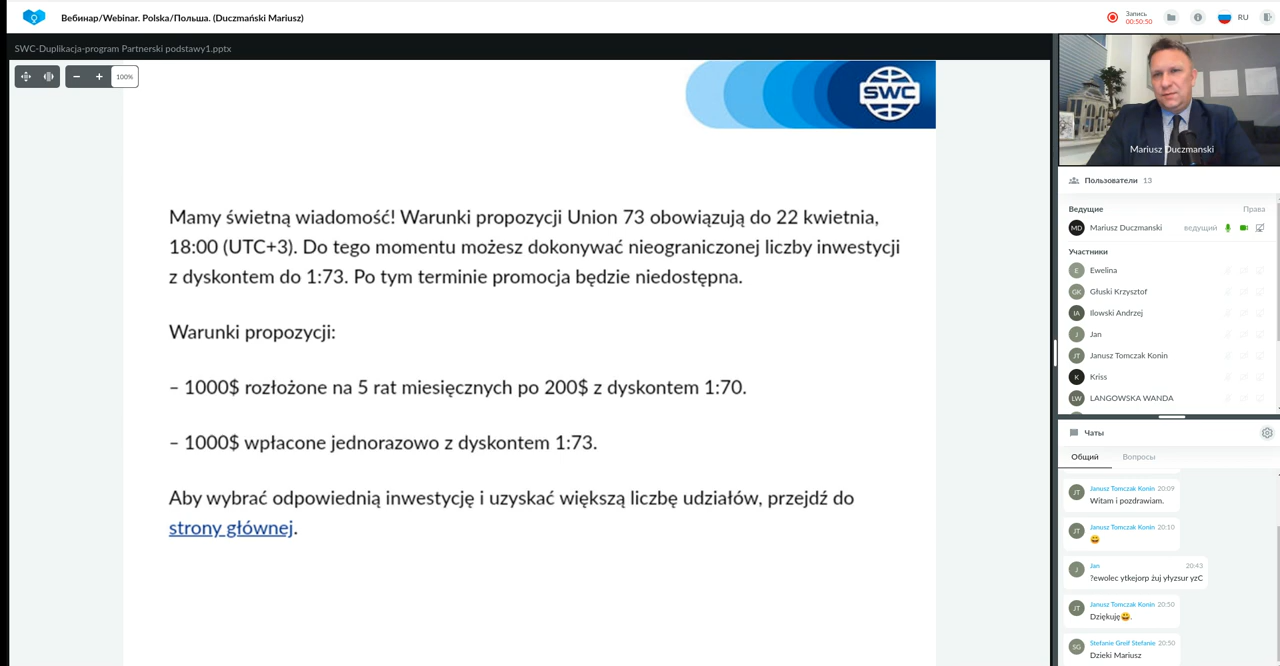 Вебинар/Webinar. Polska/Польша. (Duczmański Mariusz)
Запись
00:50:50
RU
SWC-Duplikacja-program Partnerski podstawy1.pptx
100%
SWC
Mamy świetną wiadomość! Warunki propozycji Union 73 obowiązują do 22 kwietnia,
18:00 (UTC+3). Do tego momentu możesz dokonywać nieograniczonej liczby inwestycji
z dyskontem do 1:73. Po tym terminie promocja będzie niedostępna.
Warunki propozycji:
– 1000$ rozłożone na 5 rat miesięcznych po 200$ z dyskontem 1:70.
– 1000$ wpłacone jednorazowo z dyskontem 1:73.
Aby wybrać odpowiednią inwestycję i uzyskać większą liczbę udziałów, przejdź do
strony głównej.
Mariusz Duczmanski
Пользователи 13
Ведущие Права
MD Mariusz Duczmanski ведущий
Участники
E Ewelina
GK Głuski Krzysztof
IA Ilowski Andrzej
J Jan
JT Janusz Tomczak Konin
K Kriss
LW LANGOWSKA WANDA
Чаты
Общий Вопросы
JT Janusz Tomczak Konin 20:09
Witam i pozdrawiam.
JT Janusz Tomczak Konin 20:10
😀
J Jan 20:43
?ewolec ytkejorp żuj yłyzsur yzC
JT Janusz Tomczak Konin 20:50
Dziękuję😃.
SG Stefanie Greif Stefanie 20:50
Dzieki Mariusz